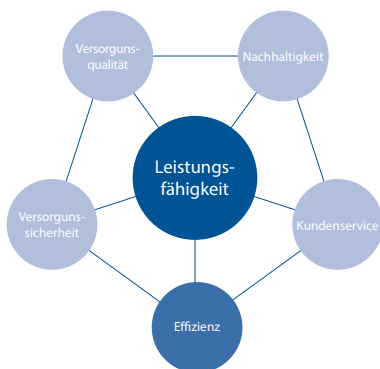 Versorguns-
qualität
Nachhaltigkeit
Leistungs-
fähigkeit
Versorguns-
sicherheit
Kundenservice
Effizienz